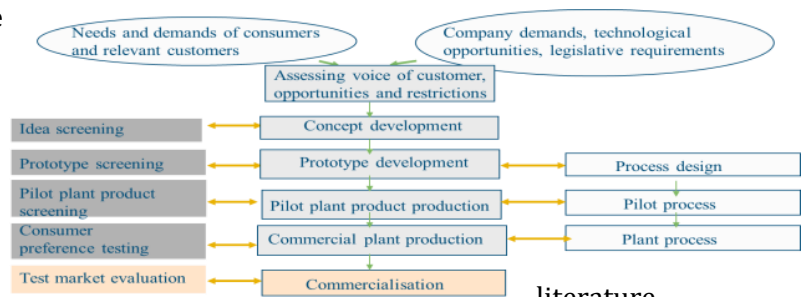 e
Needs and demands of consumers
and relevant customers
Company demands, technological
opportunities, legislative requirements
Assessing voice of customer,
opportunities and restrictions
Idea screening
Concept development
Prototype screening
Prototype development
Process design
Pilot plant product
screening
Pilot plant product production
Pilot process
Consumer
preference testing
Commercial plant production
Plant process
Test market evaluation
Commercialisation
literature